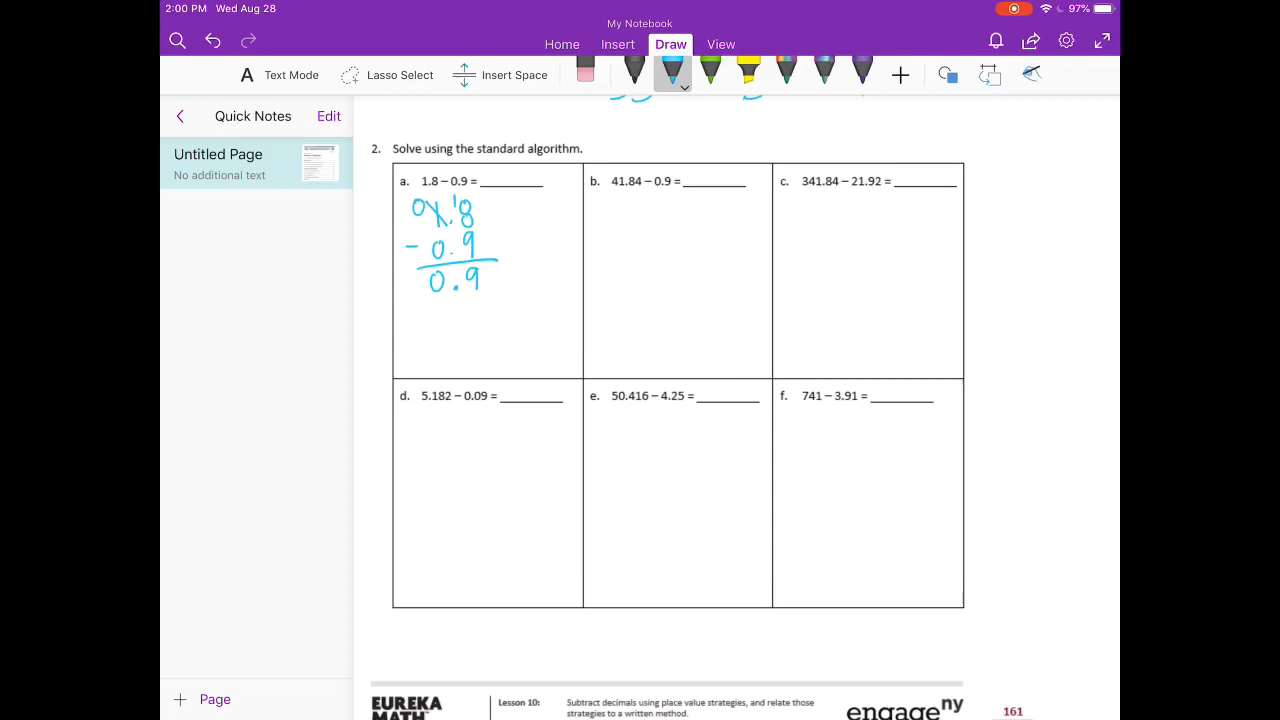 2:00 PM Wed Aug 28
97%
My Notebook
Home Insert Draw View
A Text Mode Lasso Select Insert Space
Quick Notes Edit
Untitled Page
No additional text
2. Solve using the standard algorithm.
a. 1.8 – 0.9 = __________
b. 41.84 – 0.9 = __________
c. 341.84 – 21.92 = __________
0 1.18
- 0.9
0.9
d. 5.182 – 0.09 = __________
e. 50.416 – 4.25 = __________
f. 741 – 3.91 = __________
Page
EUREKA
MATH™
Lesson 10: Subtract decimals using place value strategies, and relate those
strategies to a written method.
engageny
161